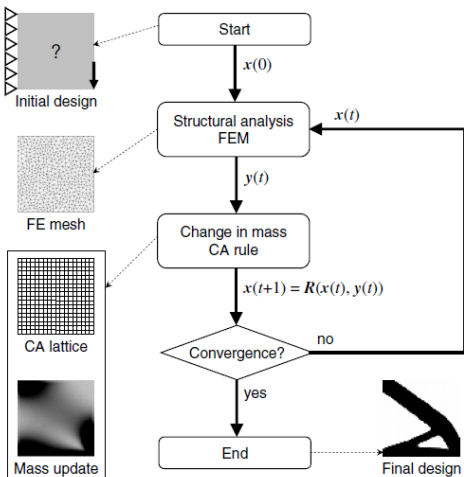 Start
?
Initial design
x(0)
Structural analysis
FEM
x(t)
FE mesh
y(t)
Change in mass
CA rule
x(t+1) = R(x(t), y(t))
CA lattice
Convergence?
no
yes
Mass update
End
Final design